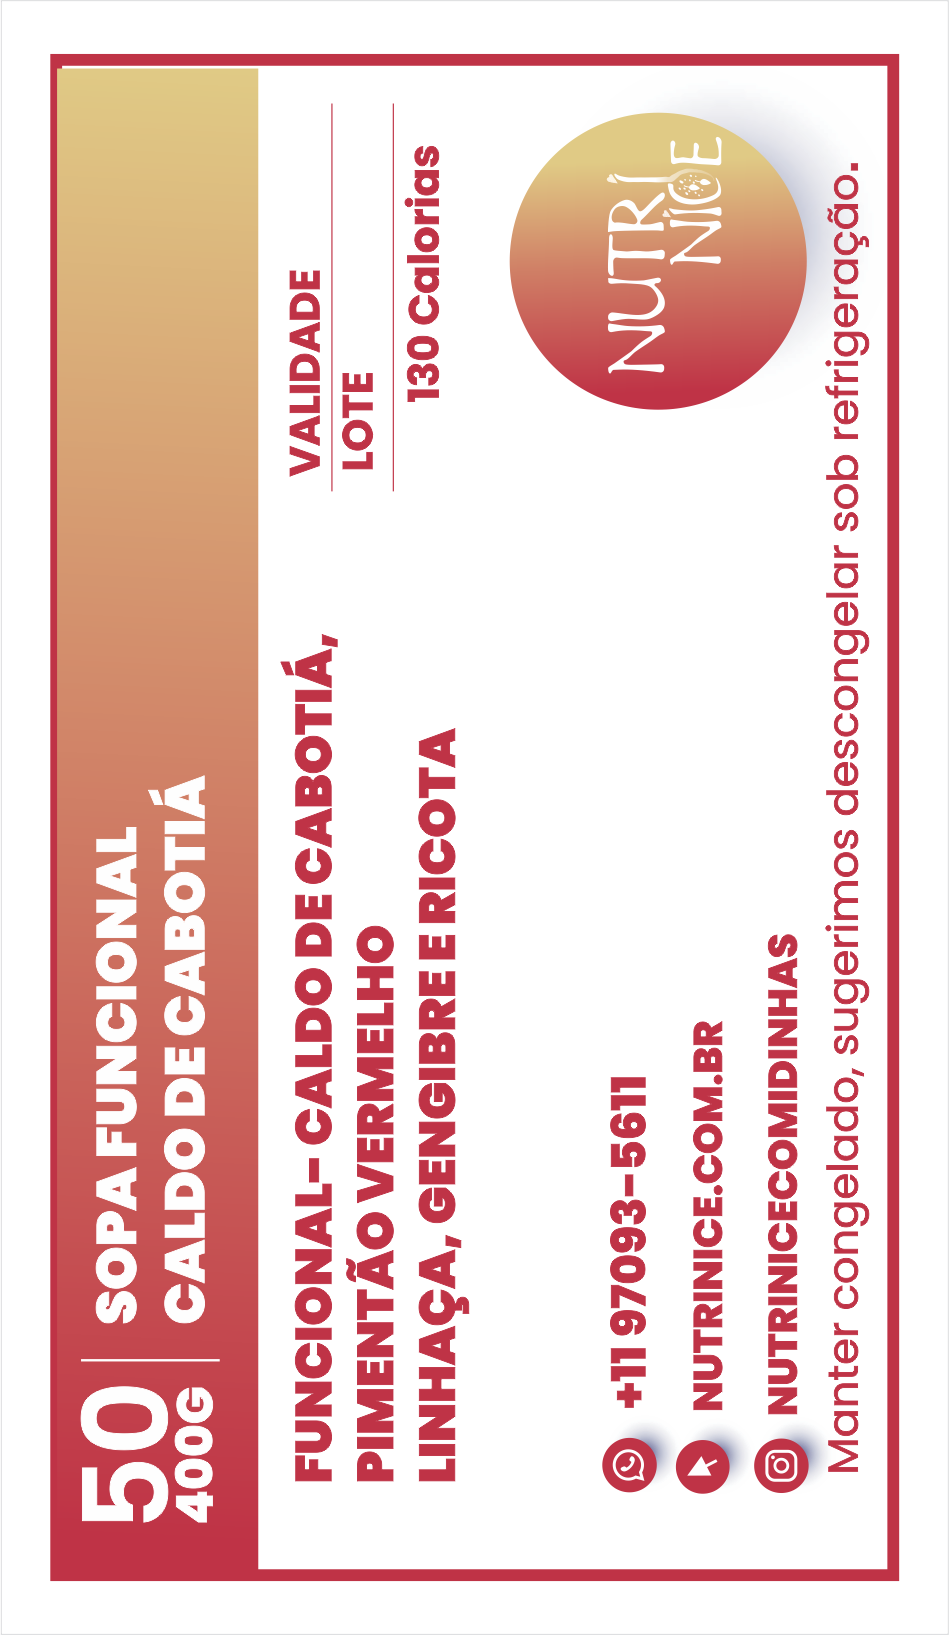 50
400G
SOPA FUNCIONAL
CALDO DE CABOTIÁ
FUNCIONAL- CALDO DE CABOTIÁ,
PIMENTÃO VERMELHO
LINHAÇA, GENGIBRE E RICOTA
VALIDADE
LOTE
130 Calorias
+11 97093-5611
NUTRINICE.COM.BR
NUTRINICECOMIDINHAS
NUTRÍ
NICE
Manter congelado, sugerimos descongelar sob refrigeração.